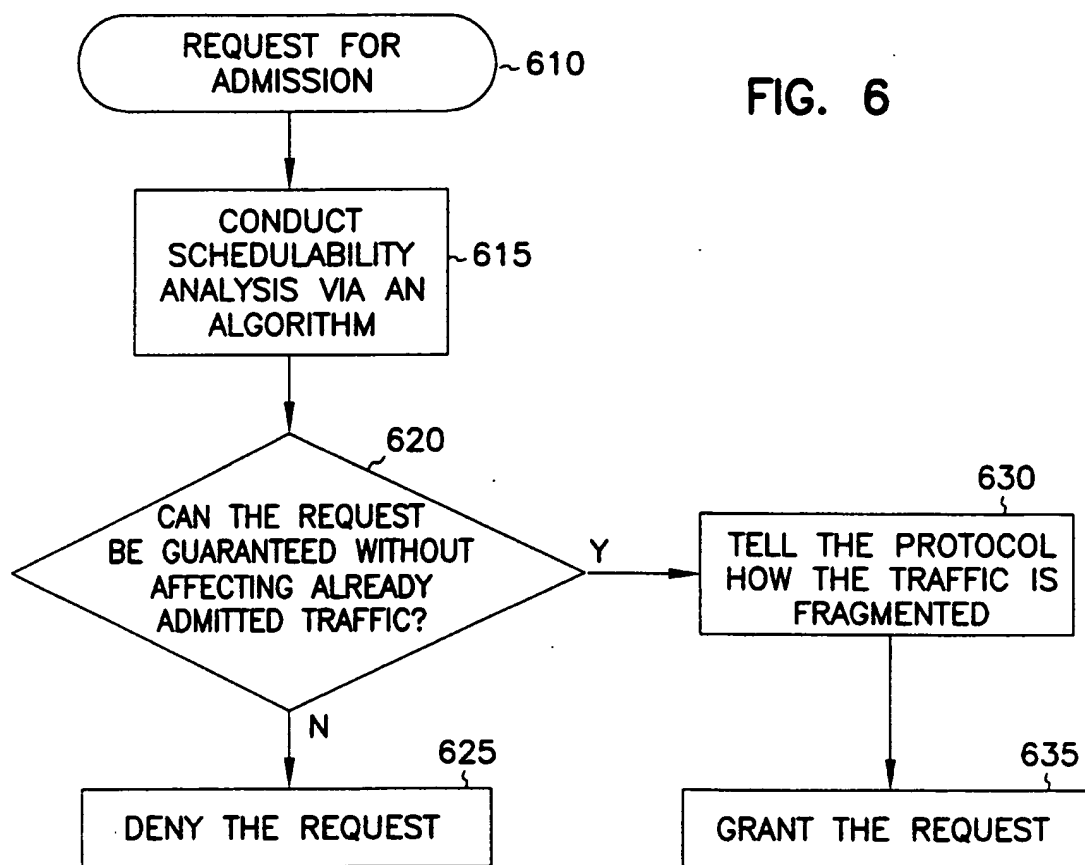 REQUEST FOR
ADMISSION
610
FIG. 6
CONDUCT
SCHEDULABILITY
ANALYSIS VIA AN
ALGORITHM
615
620
CAN THE REQUEST
BE GUARANTEED WITHOUT
AFFECTING ALREADY
ADMITTED TRAFFIC?
Y
N
630
TELL THE PROTOCOL
HOW THE TRAFFIC IS
FRAGMENTED
625
DENY THE REQUEST
635
GRANT THE REQUEST